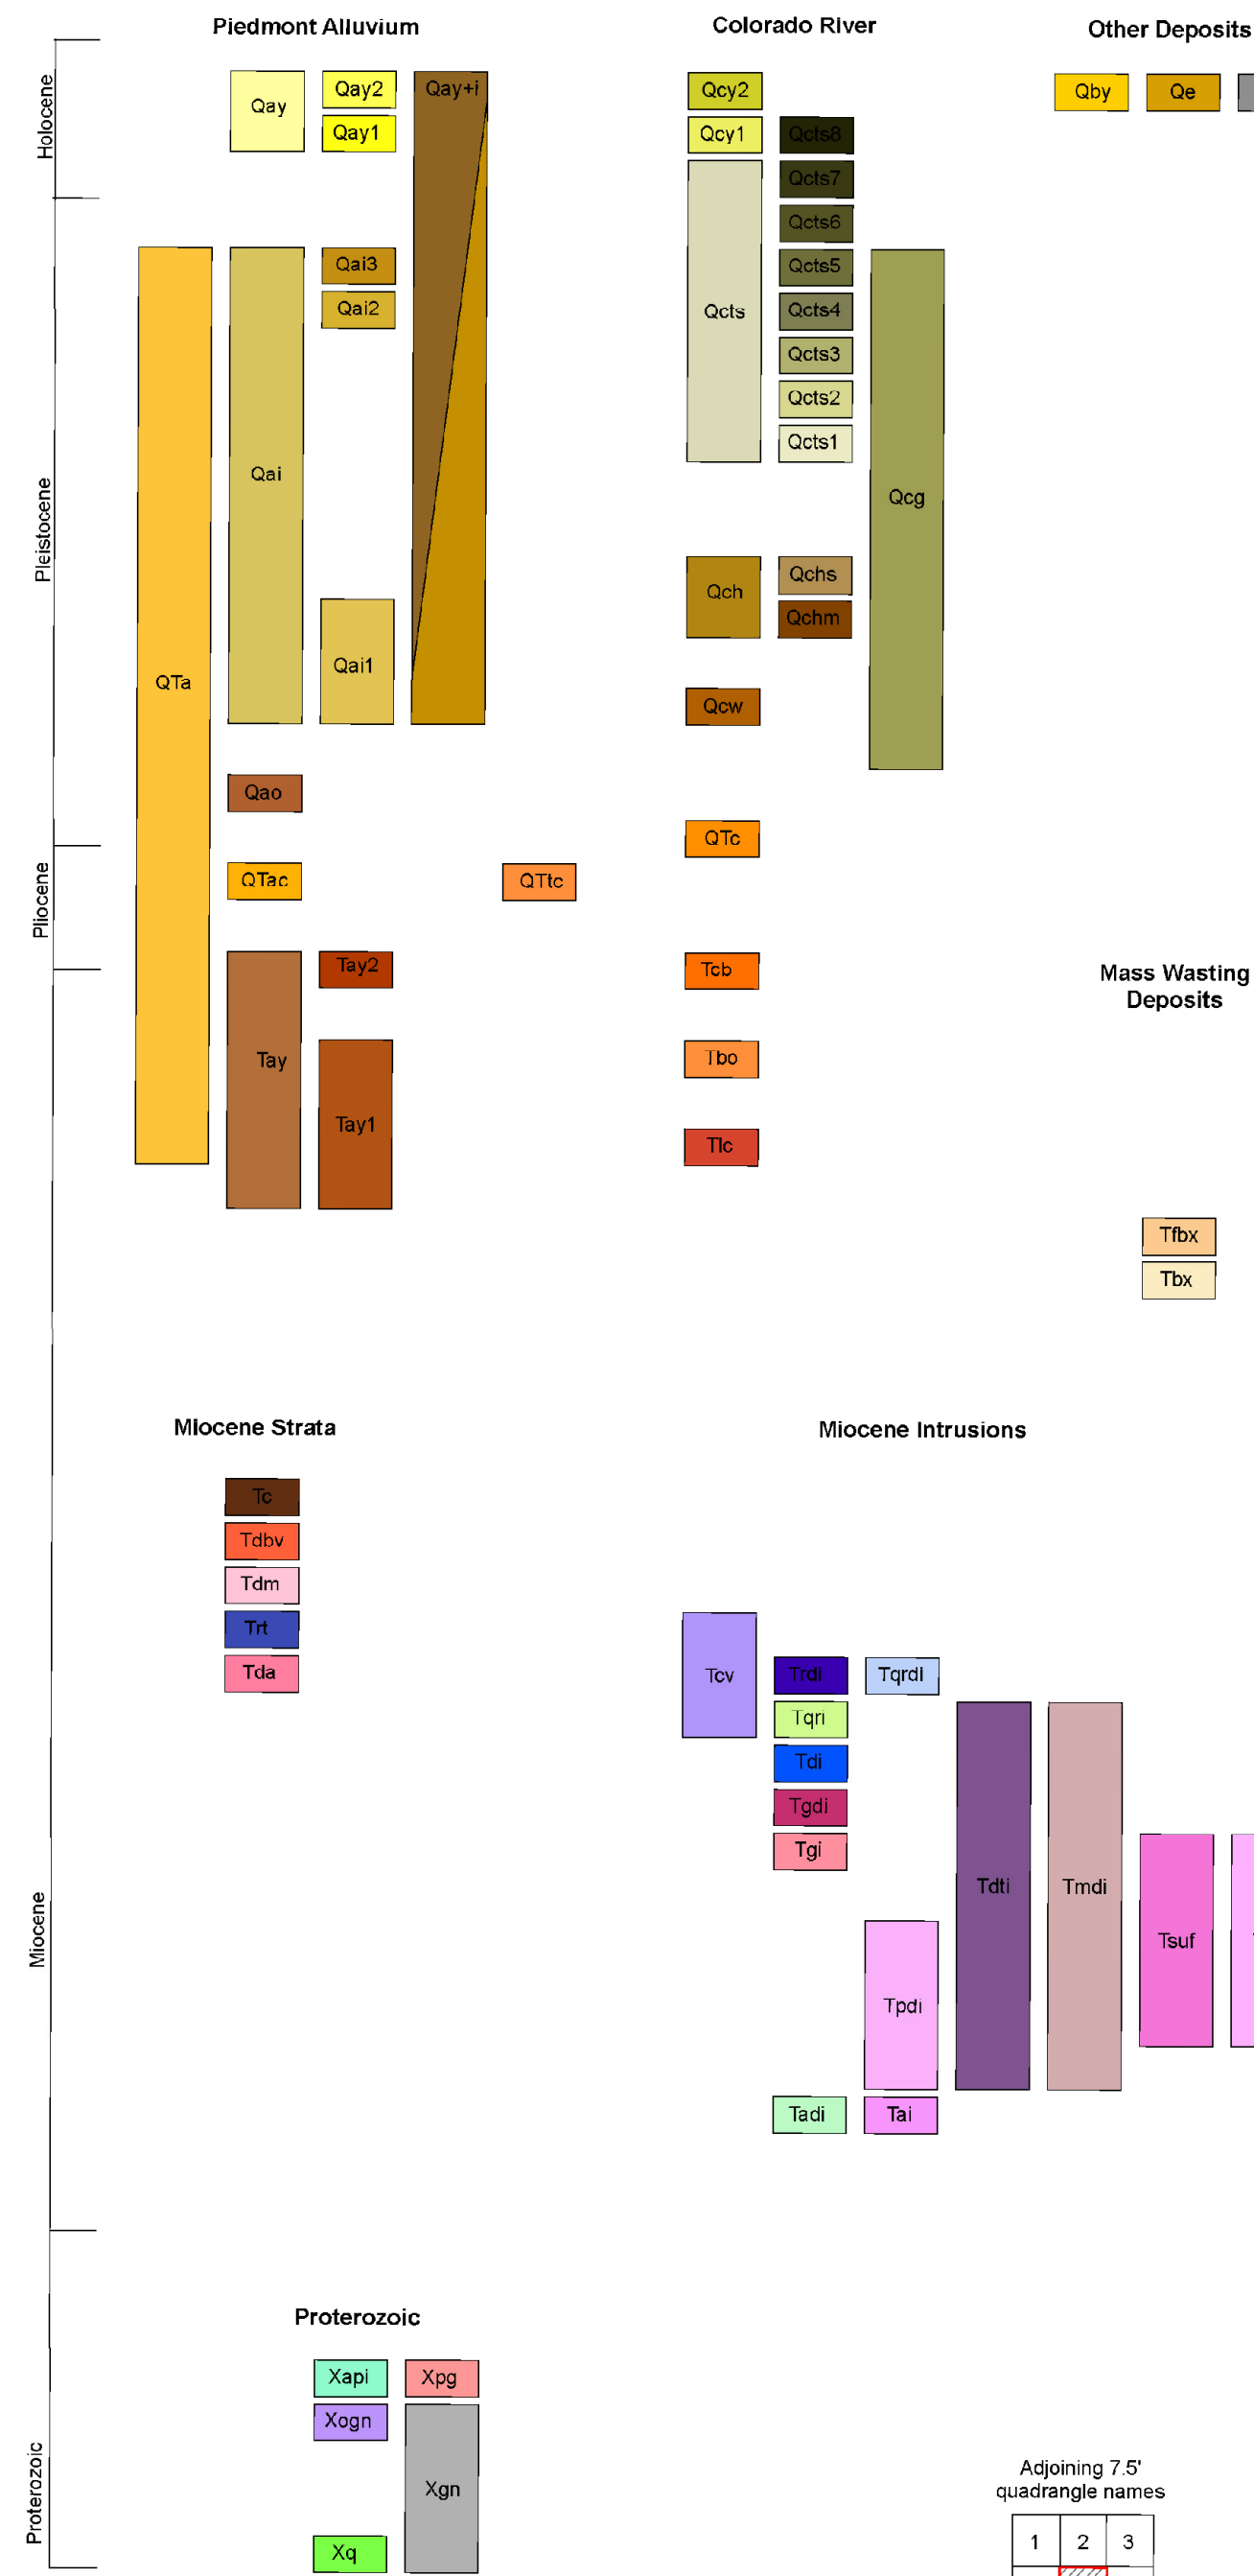 Piedmont Alluvium
Colorado River
Other Deposits
Holocene
Qay
Qay2
Qay1
Qay+i
Qcy2
Qcy1
Qcts8
Qcts7
Qcts6
Qcts5
Qcts4
Qcts3
Qcts2
Qcts1
Qcts
Qby
Qe
Pleistocene
QTa
Qai
Qai3
Qai2
Qai1
Qcg
Qch
Qchs
Qchm
Qcw
Qao
QTc
Pliocene
QTac
QTtc
Tay2
Tcb
Mass Wasting
Deposits
Tay
Tay1
Tbo
Tlc
Tfbx
Tbx
Miocene Strata
Miocene Intrusions
Tc
Tdbv
Tdm
Trt
Tda
Tcv
Trdi
Tqrdi
Tqri
Tdi
Tgdi
Tgi
Miocene
Tdti
Tmdi
Tsuf
Tpdi
Tadi
Tai
Proterozoic
Xapi
Xpg
Xogn
Xgn
Xq
Proterozoic
Adjoining 7.5'
quadrangle names
1 2 3